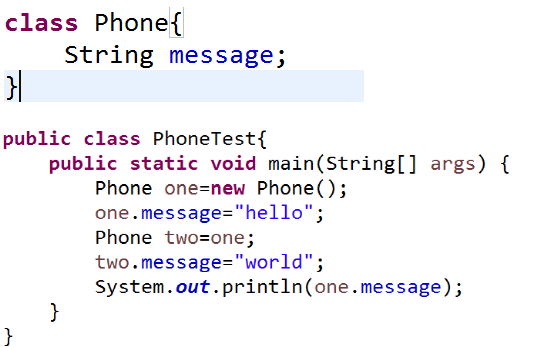 class Phone{
    String message;
}
public class PhoneTest{
    public static void main(String[] args) {
        Phone one=new Phone();
        one.message="hello";
        Phone two=one;
        two.message="world";
        System.out.println(one.message);
    }
}